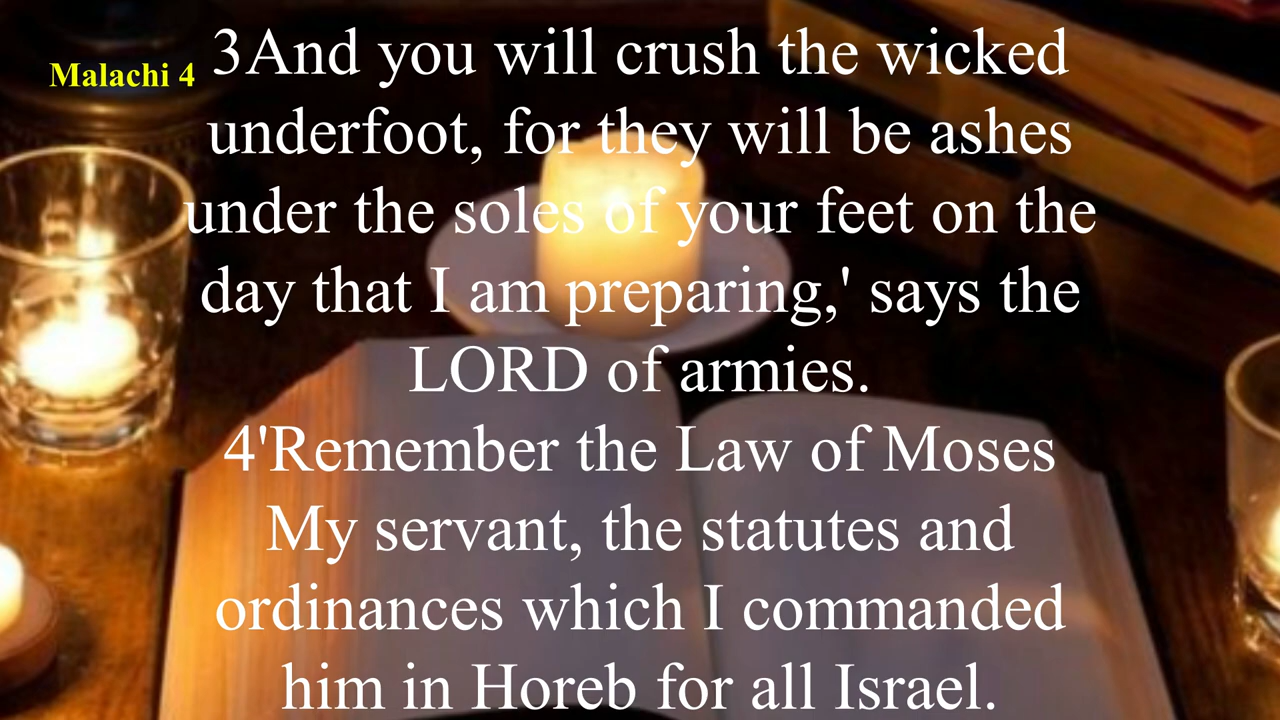 Malachi 4
3And you will crush the wicked
underfoot, for they will be ashes
under the soles of your feet on the
day that I am preparing,' says the
LORD of armies.
4'Remember the Law of Moses
My servant, the statutes and
ordinances which I commanded
him in Horeb for all Israel.